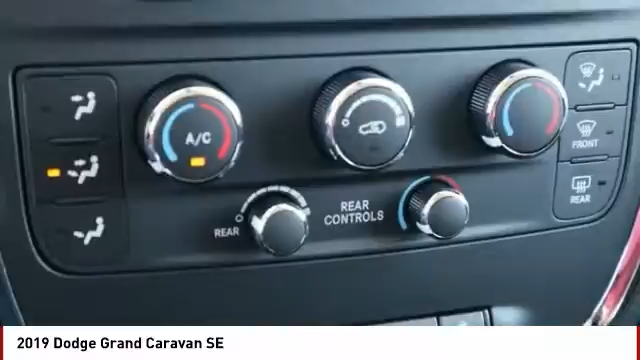 A/C
FRONT
REAR
REAR
REAR
CONTROLS
2019 Dodge Grand Caravan SE